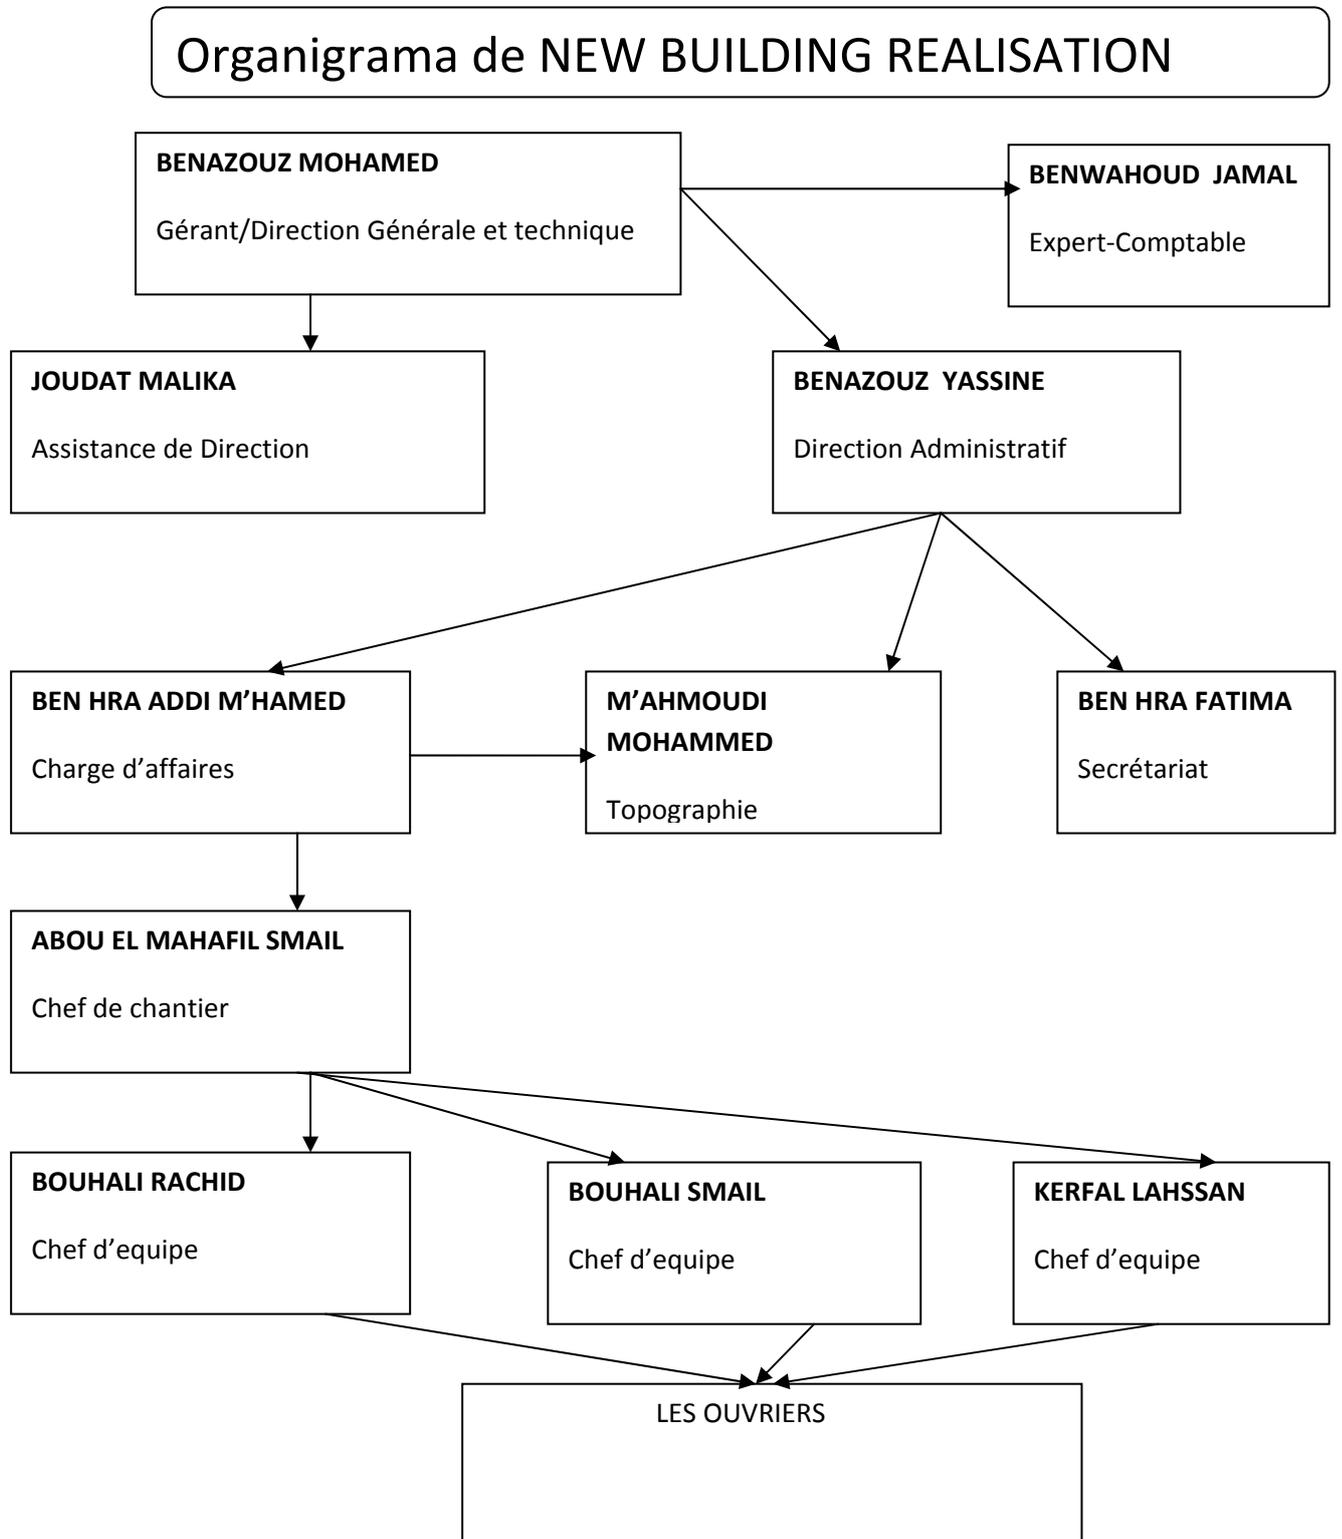 Organigrama de NEW BUILDING REALISATION
BENAZOUZ MOHAMED
Gérant/Direction Générale et technique
BENWAHOUD JAMAL
Expert-Comptable
JOUDAT MALIKA
Assistance de Direction
BENAZOUZ YASSINE
Direction Administratif
BEN HRA ADDI M’HAMED
Charge d’affaires
M’AHMOUDI
MOHAMMED
Topographie
BEN HRA FATIMA
Secrétariat
ABOU EL MAHAFIL SMAIL
Chef de chantier
BOUHALI RACHID
Chef d’equipe
BOUHALI SMAIL
Chef d’equipe
KERFAL LAHSSAN
Chef d’equipe
LES OUVRIERS